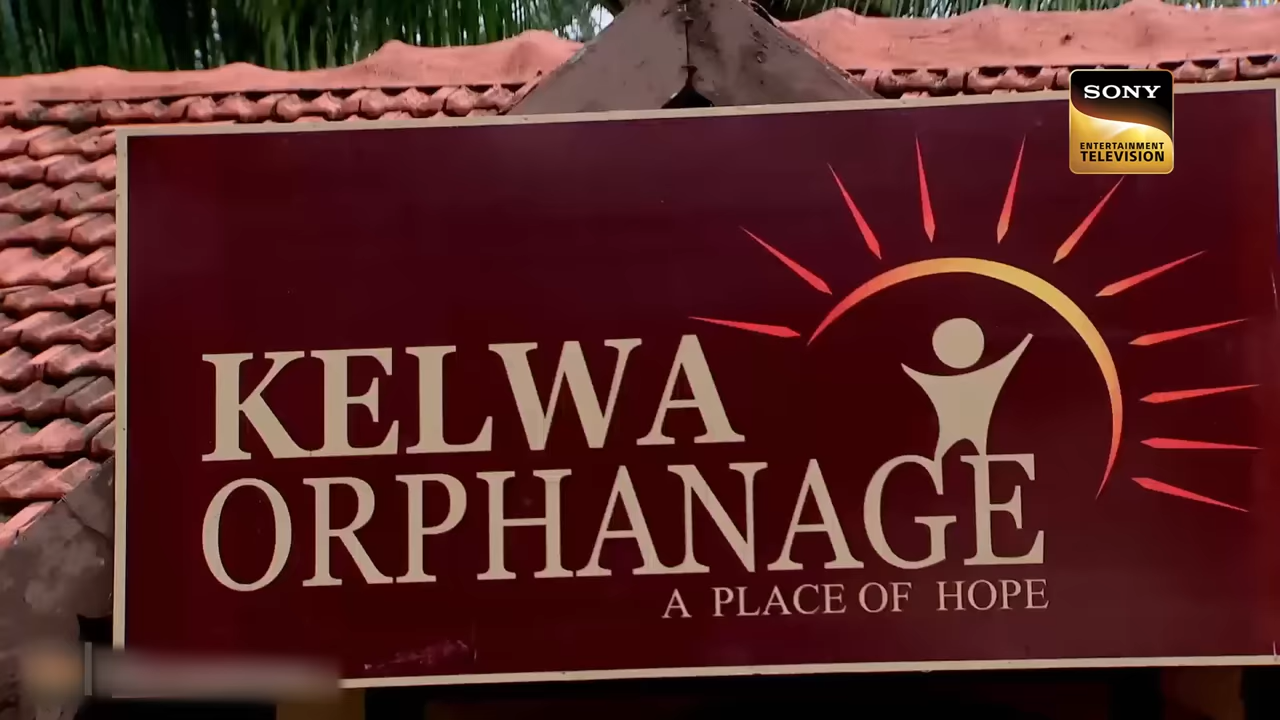 SONY
ENTERTAINMENT
TELEVISION
KELWA
ORPHANAGE
A PLACE OF HOPE